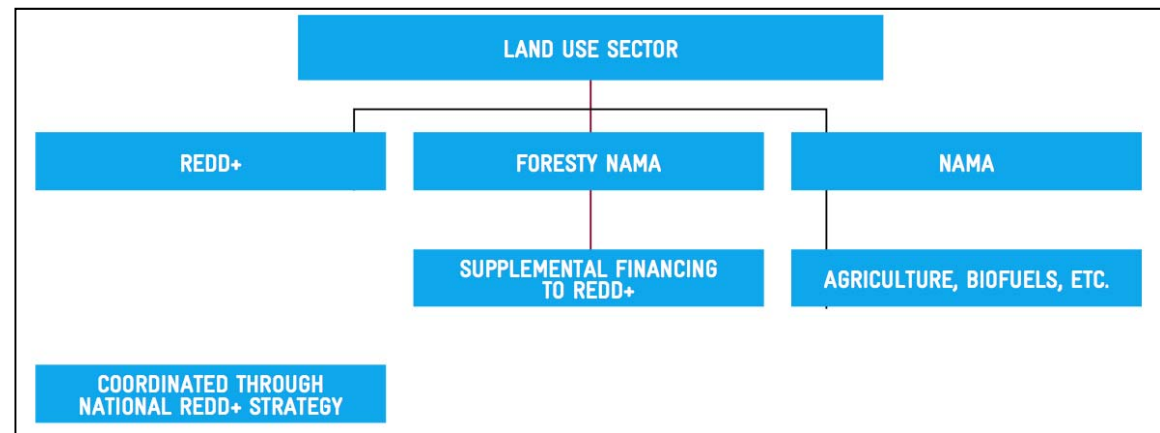 LAND USE SECTOR
REDD+
FORESTY NAMA
NAMA
SUPPLEMENTAL FINANCING
TO REDD+
AGRICULTURE, BIOFUELS, ETC.
COORDINATED THROUGH
NATIONAL REDD+ STRATEGY